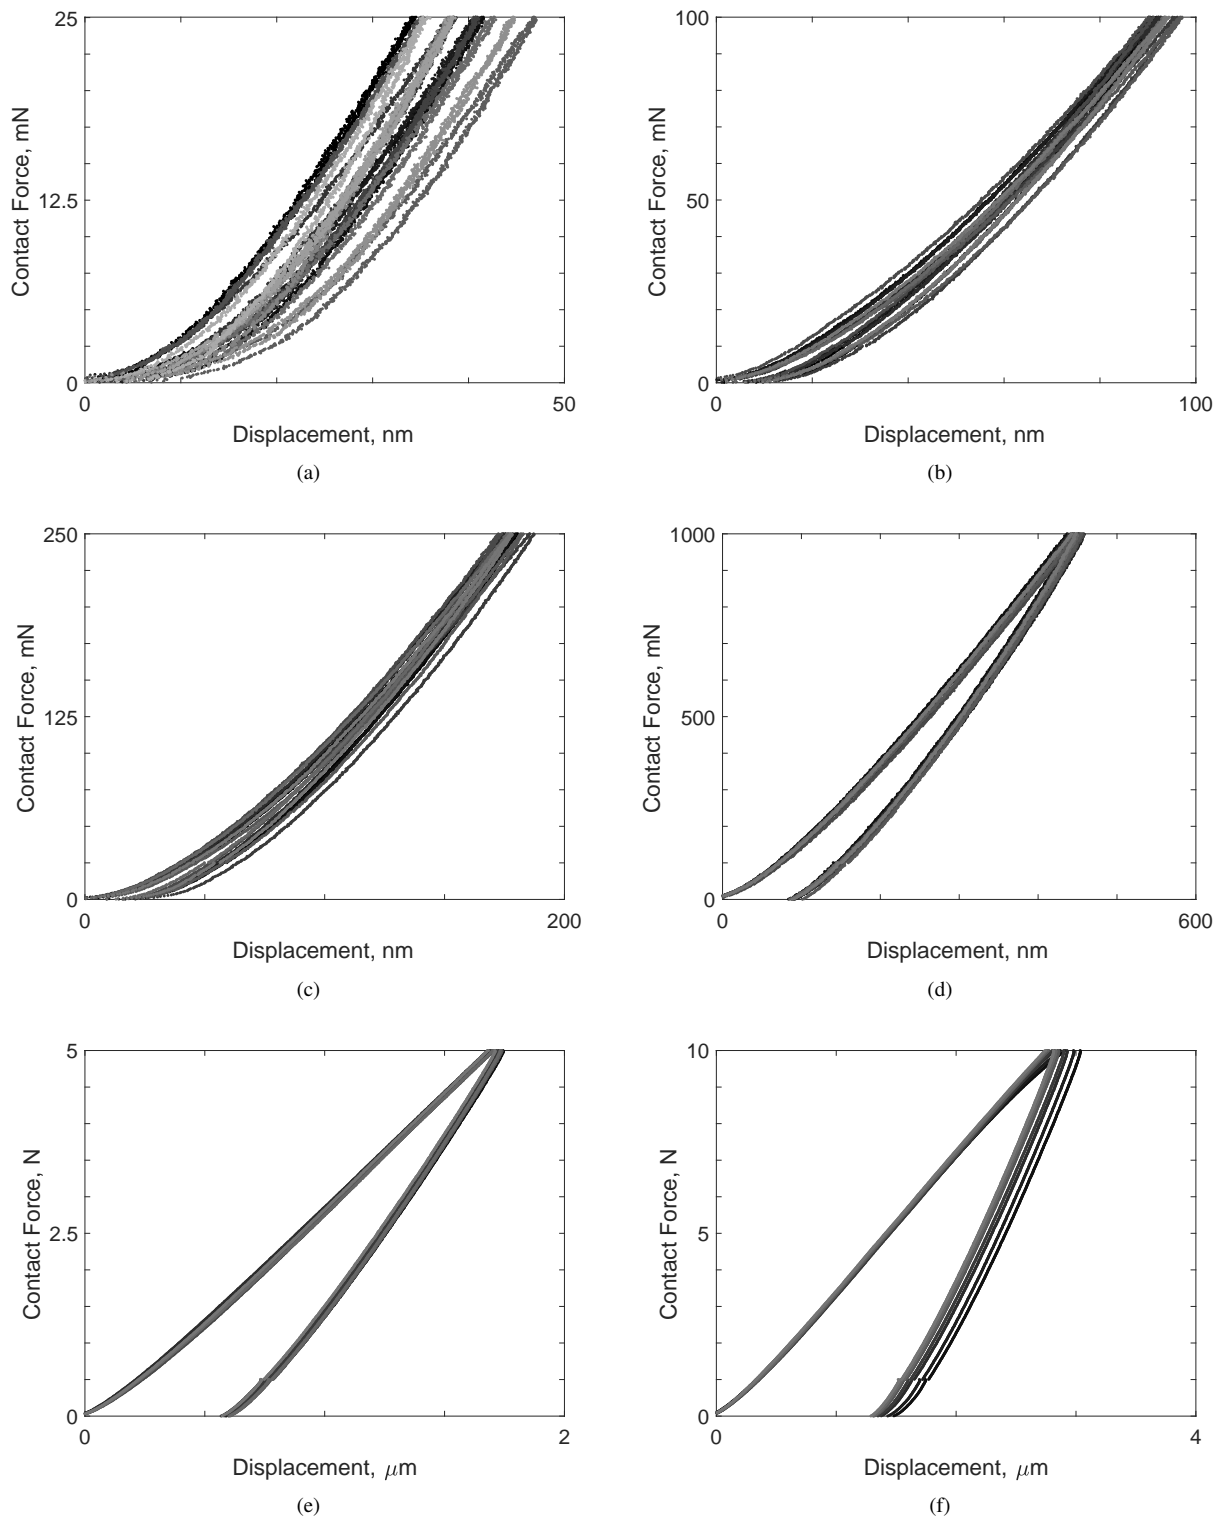 25
12.5
0
0
50
Contact Force, mN
Displacement, nm
(a)
100
50
0
0
100
Contact Force, mN
Displacement, nm
(b)
250
125
0
0
200
Contact Force, mN
Displacement, nm
(c)
1000
500
0
0
600
Contact Force, mN
Displacement, nm
(d)
5
2.5
0
0
2
Contact Force, N
Displacement, μm
(e)
10
5
0
0
4
Contact Force, N
Displacement, μm
(f)